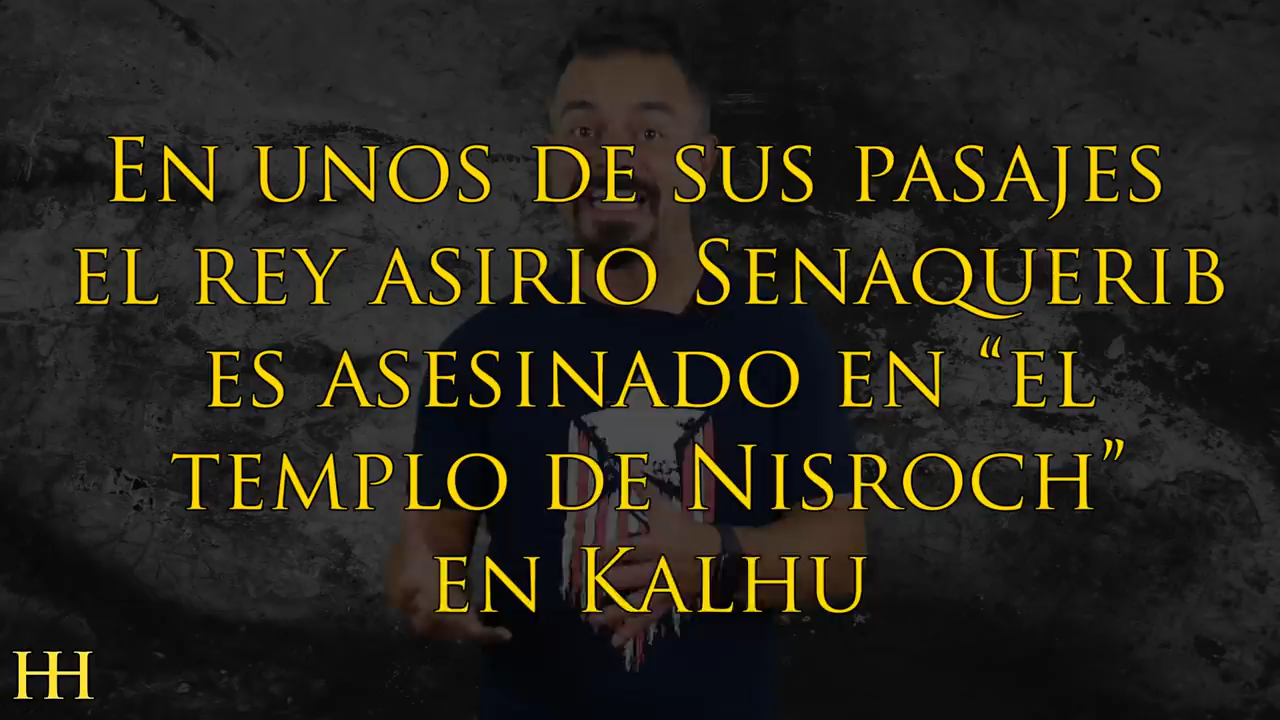 En unos de sus pasajes
el rey asirio Senaquerib
es asesinado en “el
templo de Nisroch”
en Kalhu
HH